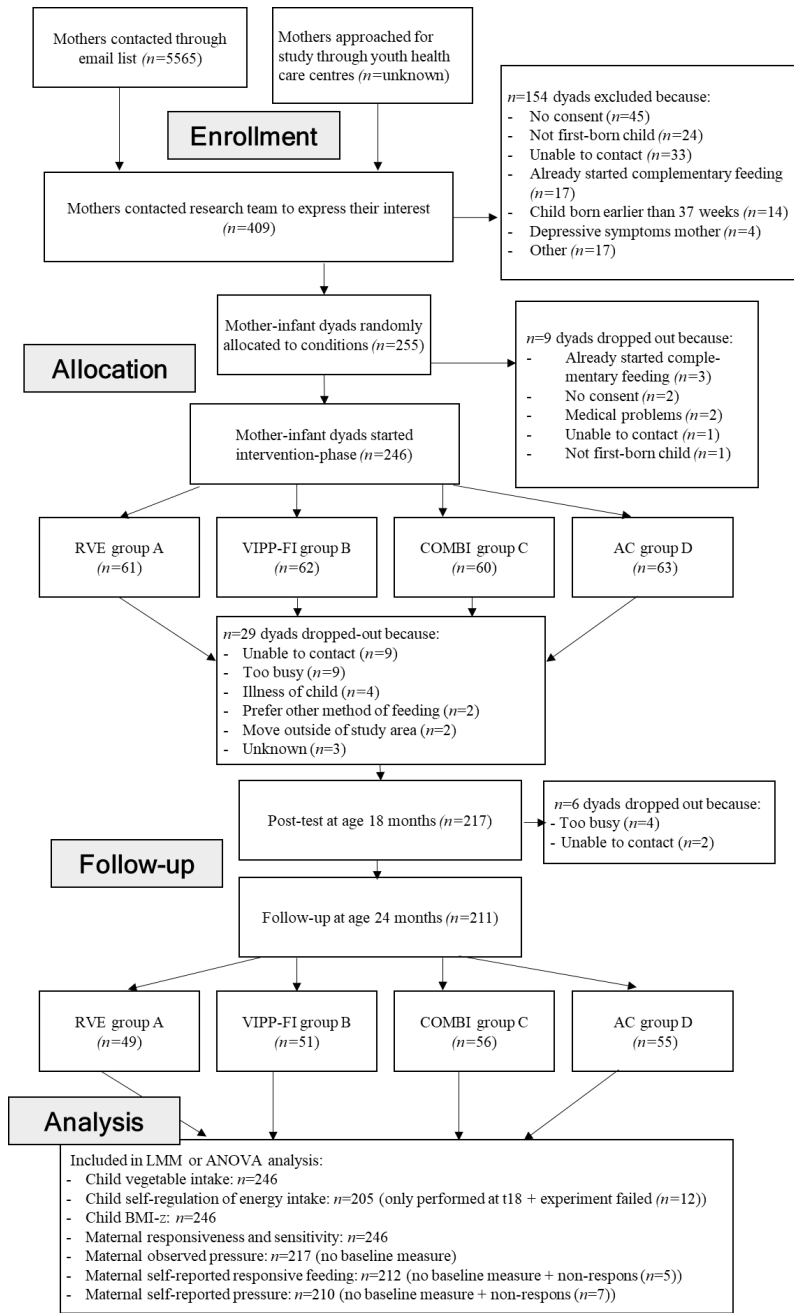 Mothers contacted through
email list (n=5565)
Mothers approached for
study through youth health
care centres (n=unknown)
n=154 dyads excluded because:
- No consent (n=45)
- Not first-born child (n=24)
- Unable to contact (n=33)
- Already started complementary feeding
(n=17)
- Child born earlier than 37 weeks (n=14)
- Depressive symptoms mother (n=4)
- Other (n=17)
Enrollment
Mothers contacted research team to express their interest
(n=409)
Mother-infant dyads randomly
allocated to conditions (n=255)
n=9 dyads dropped out because:
- Already started comple-
mentary feeding (n=3)
- No consent (n=2)
- Medical problems (n=2)
- Unable to contact (n=1)
- Not first-born child (n=1)
Allocation
Mother-infant dyads started
intervention-phase (n=246)
RVE group A
(n=61)
VIPP-FI group B
(n=62)
COMBI group C
(n=60)
AC group D
(n=63)
n=29 dyads dropped-out because:
- Unable to contact (n=9)
- Too busy (n=9)
- Illness of child (n=4)
- Prefer other method of feeding (n=2)
- Move outside of study area (n=2)
- Unknown (n=3)
Post-test at age 18 months (n=217)
n=6 dyads dropped out because:
- Too busy (n=4)
- Unable to contact (n=2)
Follow-up
Follow-up at age 24 months (n=211)
RVE group A
(n=49)
VIPP-FI group B
(n=51)
COMBI group C
(n=56)
AC group D
(n=55)
Analysis
Included in LMM or ANOVA analysis:
- Child vegetable intake: n=246
- Child self-regulation of energy intake: n=205 (only performed at t18 + experiment failed (n=12))
- Child BMI-z: n=246
- Maternal responsiveness and sensitivity: n=246
- Maternal observed pressure: n=217 (no baseline measure)
- Maternal self-reported responsive feeding: n=212 (no baseline measure + non-respons (n=5))
- Maternal self-reported pressure: n=210 (no baseline measure + non-respons (n=7))